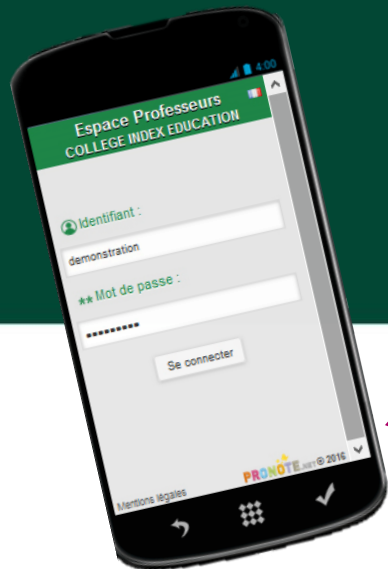 4:00
Espace Professeurs
COLLEGE INDEX EDUCATION
Identifiant :
demonstration
** Mot de passe :
•••••••••
Se connecter
Mentions légales
PRONOTE.NET © 2016